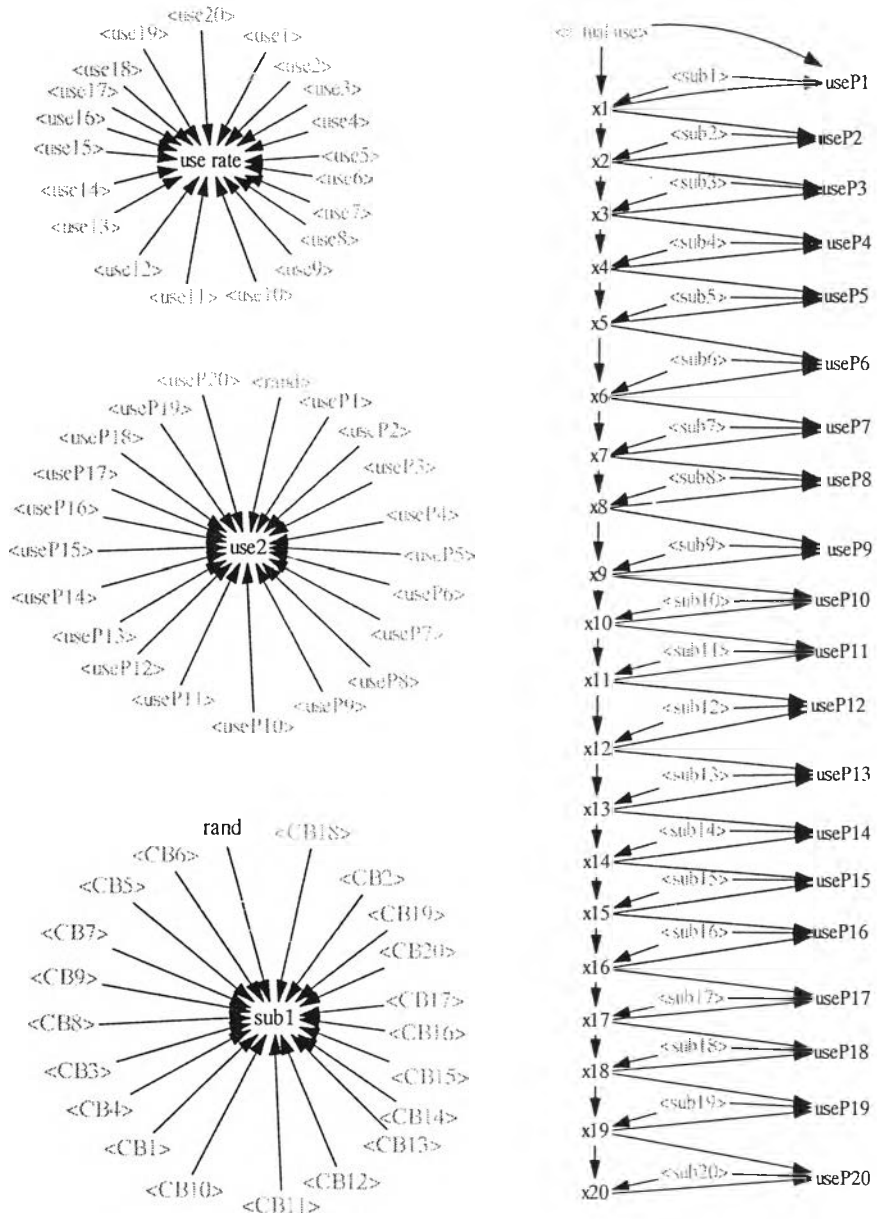 <use20>
<use19>
<use1>
<use18>
<use2>
<use17>
<use3>
<use16>
<use4>
<use15>
use rate
<use5>
<use6>
<use14>
<use7>
<use13>
<use8>
<use12>
<use9>
<use11>
<use10>
<useP20>
<rand>
<useP19>
<useP1>
<useP18>
<useP2>
<useP17>
<useP3>
<useP16>
<useP4>
<useP15>
use2
<useP5>
<useP14>
<useP6>
<useP13>
<useP7>
<useP12>
<useP8>
<useP11>
<useP9>
<useP10>
rand
<CB18>
<CB6>
<CB5>
<CB2>
<CB7>
<CB19>
<CB9>
<CB20>
<CB8>
sub1
<CB17>
<CB16>
<CB3>
<CB15>
<CB4>
<CB14>
<CB1>
<CB13>
<CB10>
<CB12>
<CB11>
use>
<sub1>
useP1
x1
<sub2>
useP2
x2
<sub3>
useP3
x3
<sub4>
useP4
x4
<sub5>
useP5
x5
<sub6>
useP6
x6
<sub7>
useP7
x7
<sub8>
useP8
x8
<sub9>
useP9
x9
<sub10>
useP10
x10
<sub11>
useP11
x11
<sub12>
useP12
x12
<sub13>
useP13
x13
<sub14>
useP14
x14
<sub15>
useP15
x15
<sub16>
useP16
x16
<sub17>
useP17
x17
<sub18>
useP18
x18
<sub19>
useP19
x19
<sub20>
useP20
x20